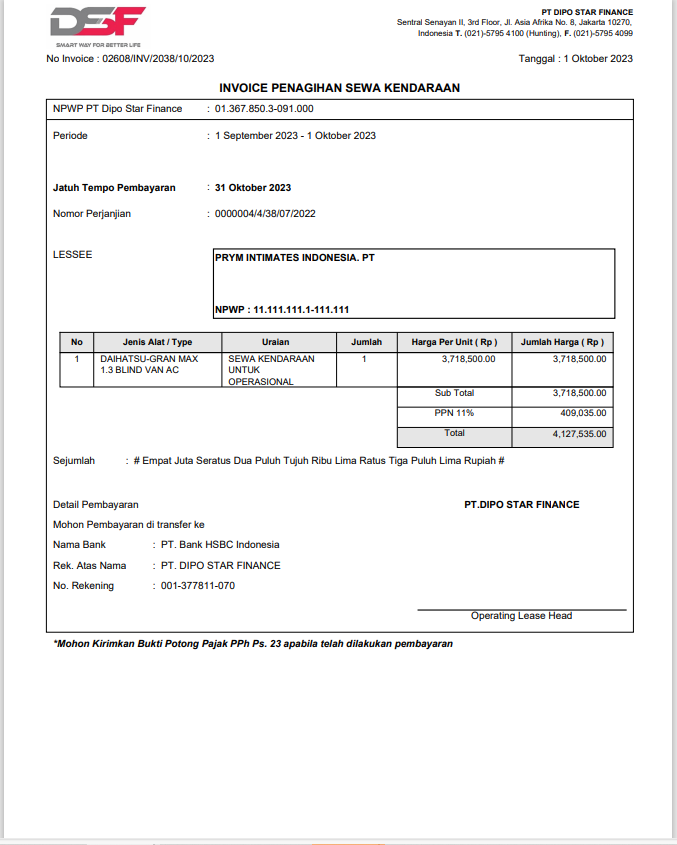 DSF
SMART WAY FOR BETTER LIFE
PT DIPO STAR FINANCE
Sentral Senayan II, 3rd Floor, Jl. Asia Afrika No. 8, Jakarta 10270,
Indonesia T. (021)-5795 4100 (Hunting), F. (021)-5795 4099
No Invoice : 02608/INV/2038/10/2023 Tanggal : 1 Oktober 2023
INVOICE PENAGIHAN SEWA KENDARAAN
NPWP PT Dipo Star Finance : 01.367.850.3-091.000
Periode : 1 September 2023 - 1 Oktober 2023
Jatuh Tempo Pembayaran : 31 Oktober 2023
Nomor Perjanjian : 0000004/4/38/07/2022
LESSEE
PRYM INTIMATES INDONESIA. PT
NPWP : 11.111.111.1-111.111
No Jenis Alat / Type Uraian Jumlah Harga Per Unit ( Rp ) Jumlah Harga ( Rp )
1 DAIHATSU-GRAN MAX SEWA KENDARAAN 1 3,718,500.00 3,718,500.00
1.3 BLIND VAN AC UNTUK
OPERASIONAL
Sub Total 3,718,500.00
PPN 11% 409,035.00
Total 4,127,535.00
Sejumlah : # Empat Juta Seratus Dua Puluh Tujuh Ribu Lima Ratus Tiga Puluh Lima Rupiah #
Detail Pembayaran PT.DIPO STAR FINANCE
Mohon Pembayaran di transfer ke
Nama Bank : PT. Bank HSBC Indonesia
Rek. Atas Nama : PT. DIPO STAR FINANCE
No. Rekening : 001-377811-070
Operating Lease Head
*Mohon Kirimkan Bukti Potong Pajak PPh Ps. 23 apabila telah dilakukan pembayaran